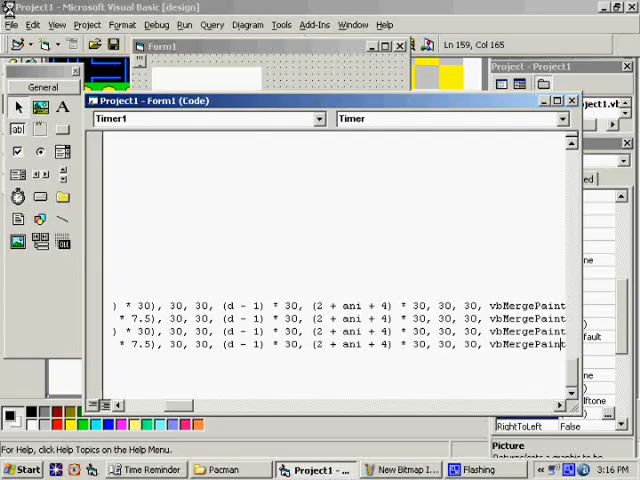 Project1 - Microsoft Visual Basic [design]
File Edit View Project Format Debug Run Query Diagram Tools Add-Ins Window Help
Ln 159, Col 165
Form1
Project - Project1
General
Project1 - Form1 (Code)
Timer1
Timer
) * 30), 30, 30, (d - 1) * 30, (2 + ani + 4) * 30, 30, 30, vbMergePaint
* 7.5), 30, 30, (d - 1) * 30, (2 + ani + 4) * 30, 30, 30, vbMergePaint
) * 30), 30, 30, (d - 1) * 30, (2 + ani + 4) * 30, 30, 30, vbMergePaint
* 7.5), 30, 30, (d - 1) * 30, (2 + ani + 4) * 30, 30, 30, vbMergePaint
RightToLeft False
Picture
For Help, click Help Topics on the Help Menu.
Start
Time Reminder
Pacman
Project1 - ...
New Bitmap I...
Flashing
3:16 PM